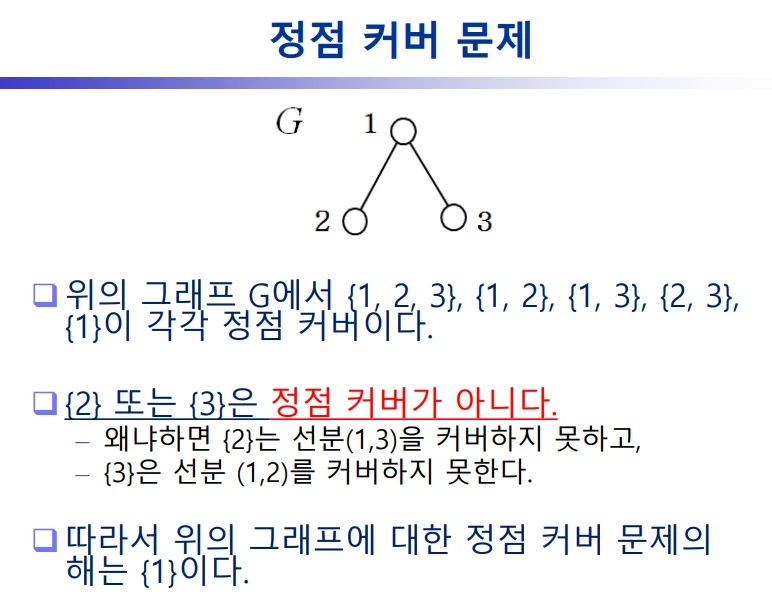 정점 커버 문제
G
1
2
3
위의 그래프 G에서 {1, 2, 3}, {1, 2}, {1, 3}, {2, 3},
{1}이 각각 정점 커버이다.
{2} 또는 {3}은 정점 커버가 아니다.
– 왜냐하면 {2}는 선분(1,3)을 커버하지 못하고,
– {3}은 선분 (1,2)를 커버하지 못한다.
따라서 위의 그래프에 대한 정점 커버 문제의
해는 {1}이다.